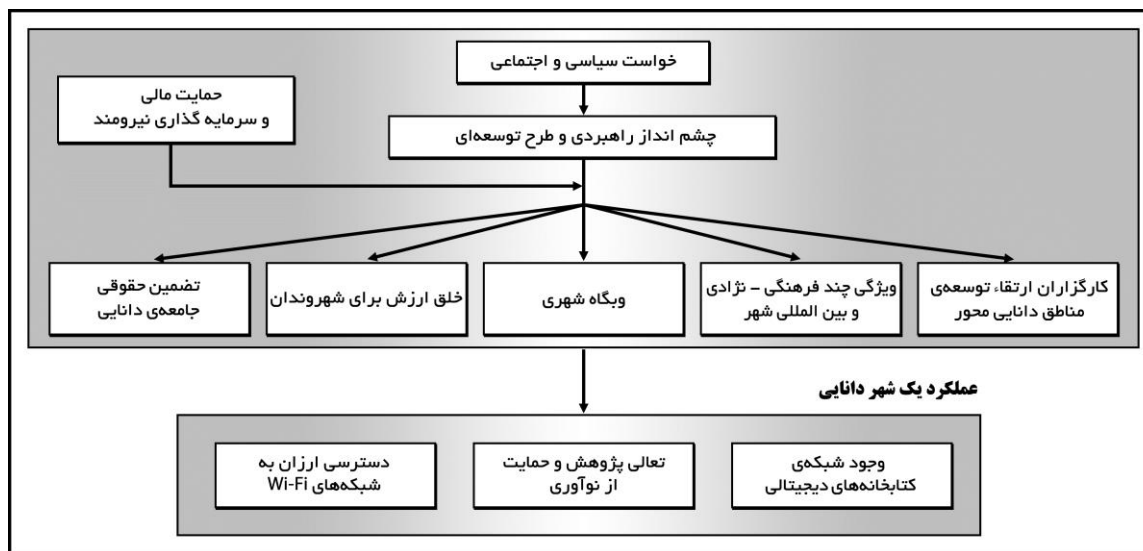 خواست سیاسی و اجتماعی
حمایت مالی
و سرمایه گذاری نیرومند
چشم انداز راهبردی و طرح توسعه‌ای
کارگزاران ارتقاء توسعه‌ی
مناطق دانایی محور
ویژگی چند فرهنگی - نژادی
و بین المللی شهر
وبگاه شهری
خلق ارزش برای شهروندان
تضمین حقوقی
جامعه‌ی دانایی
عملکرد یک شهر دانایی
وجود شبکه‌ی
کتابخانه‌های دیجیتالی
تعالی پژوهش و حمایت
از نوآوری
دسترسی ارزان به
شبکه‌های Wi-Fi